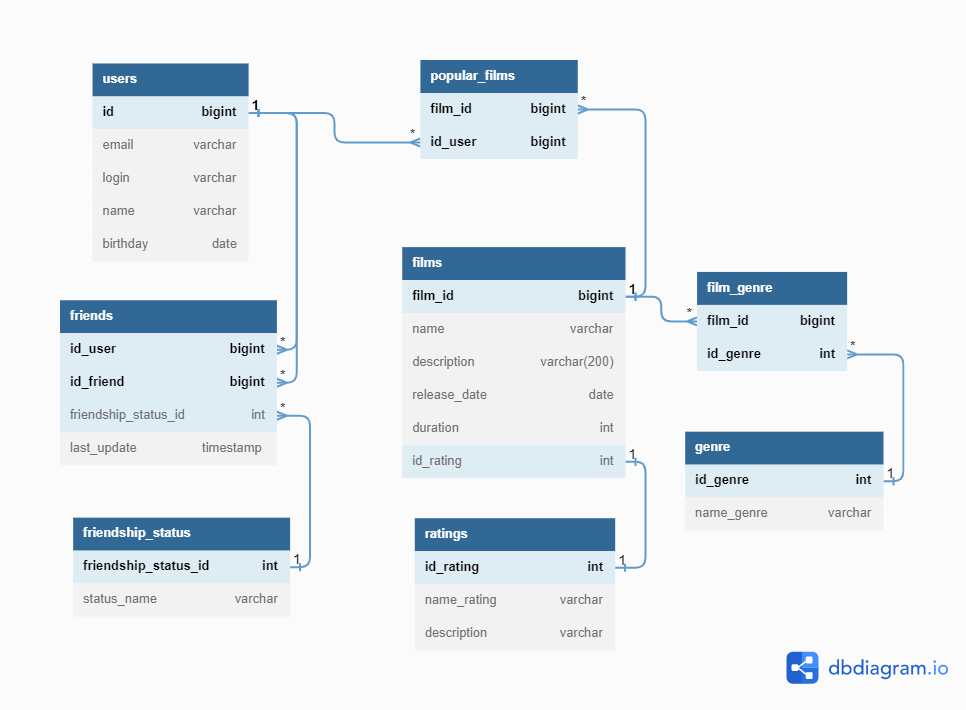 users
id bigint
email varchar
login varchar
name varchar
birthday date
1
popular_films
film_id bigint
id_user bigint
*
*
films
film_id bigint
name varchar
description varchar(200)
release_date date
duration int
id_rating int
1
1
film_genre
film_id bigint
id_genre int
*
*
friends
id_user bigint
id_friend bigint
friendship_status_id int
last_update timestamp
*
*
*
genre
id_genre int
name_genre varchar
1
friendship_status
friendship_status_id int
status_name varchar
1
ratings
id_rating int
name_rating varchar
description varchar
1
dbdiagram.io